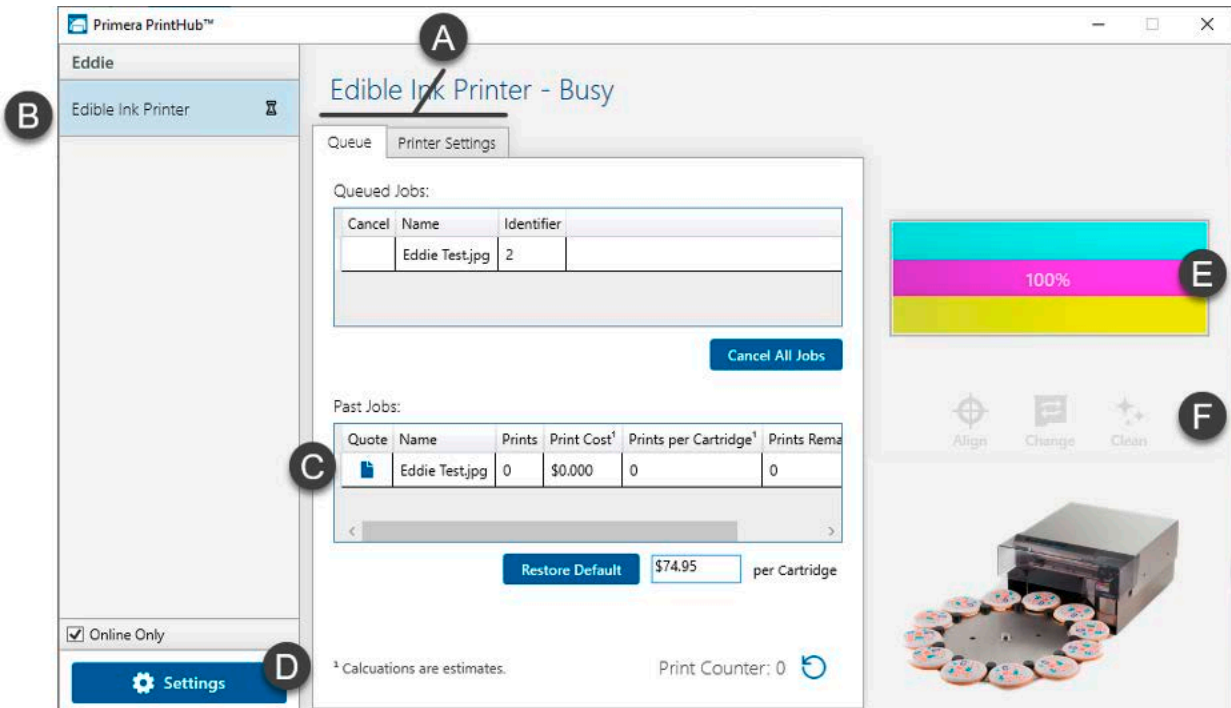 Primera PrintHub™
A
Eddie
B
Edible Ink Printer
Edible Ink Printer - Busy
Queue Printer Settings
Queued Jobs:
Cancel Name Identifier
Eddie Test.jpg 2
100%
E
Cancel All Jobs
Past Jobs:
Align Change Clean
F
C
Quote Name Prints Print Cost¹ Prints per Cartridge¹ Prints Rema
Eddie Test.jpg 0 $0.000 0 0
Restore Default $74.95 per Cartridge
Online Only
D
Settings
¹ Calcuations are estimates.
Print Counter: 0